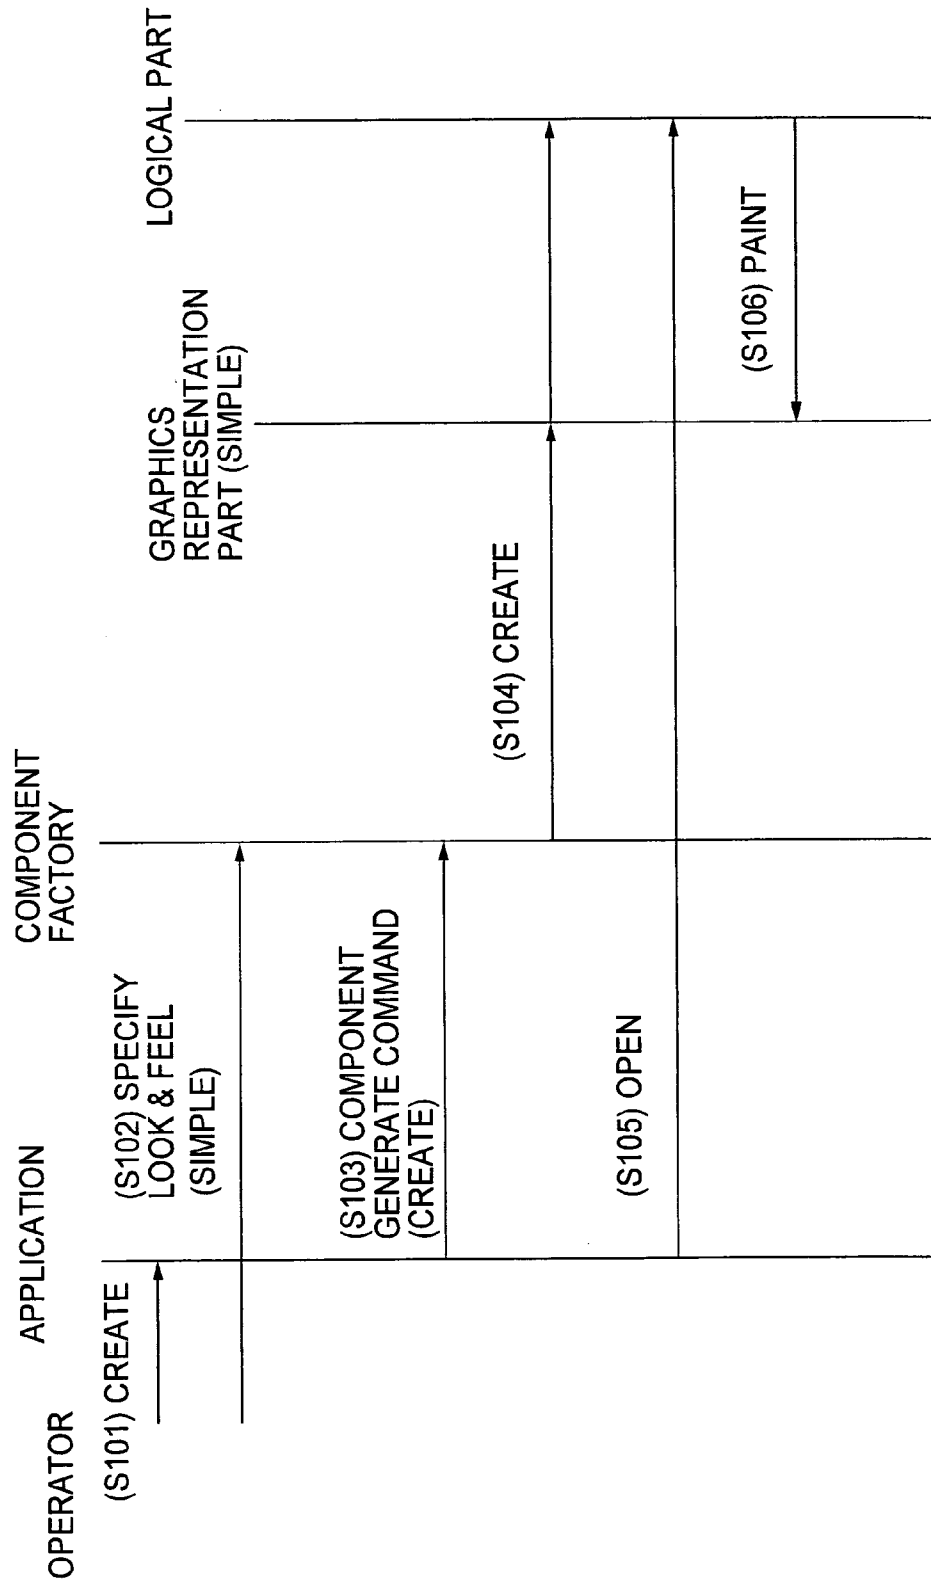 OPERATOR
APPLICATION
COMPONENT
FACTORY
GRAPHICS
REPRESENTATION
PART (SIMPLE)
LOGICAL PART
(S101) CREATE
(S102) SPECIFY
LOOK & FEEL
(SIMPLE)
(S103) COMPONENT
GENERATE COMMAND
(CREATE)
(S104) CREATE
(S105) OPEN
(S106) PAINT